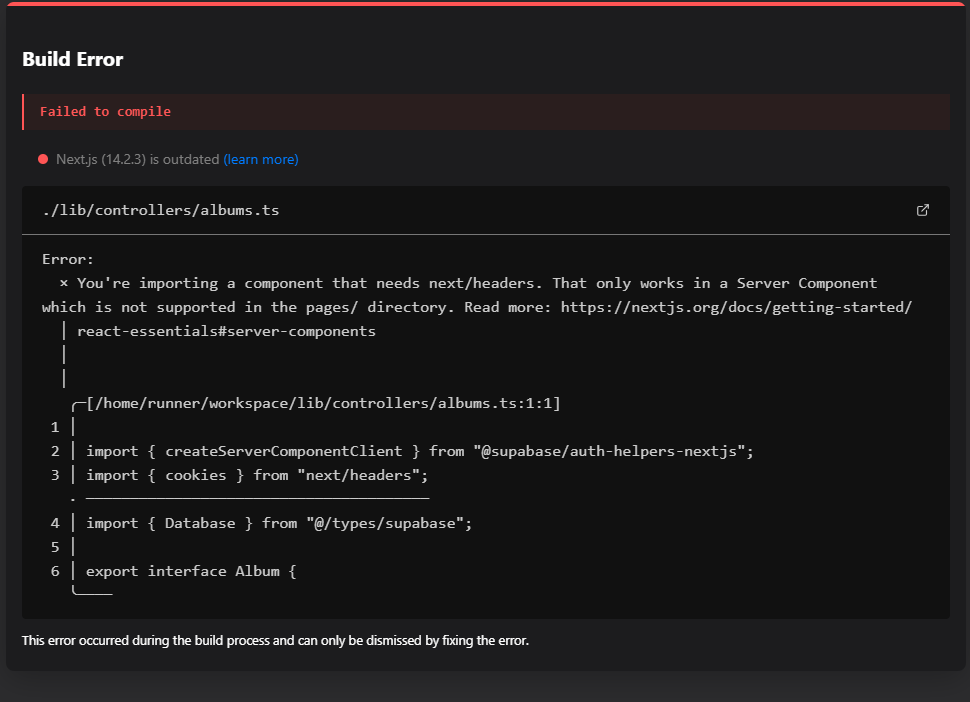 Build Error
Failed to compile
Next.js (14.2.3) is outdated (learn more)
./lib/controllers/albums.ts
Error:
× You're importing a component that needs next/headers. That only works in a Server Component
which is not supported in the pages/ directory. Read more: https://nextjs.org/docs/getting-started/
│ react-essentials#server-components
│
│
╭─[/home/runner/workspace/lib/controllers/albums.ts:1:1]
1 │
2 │ import { createServerComponentClient } from "@supabase/auth-helpers-nextjs";
3 │ import { cookies } from "next/headers";
· ───────────────────────────────────────
4 │ import { Database } from "@/types/supabase";
5 │
6 │ export interface Album {
╰────
This error occurred during the build process and can only be dismissed by fixing the error.